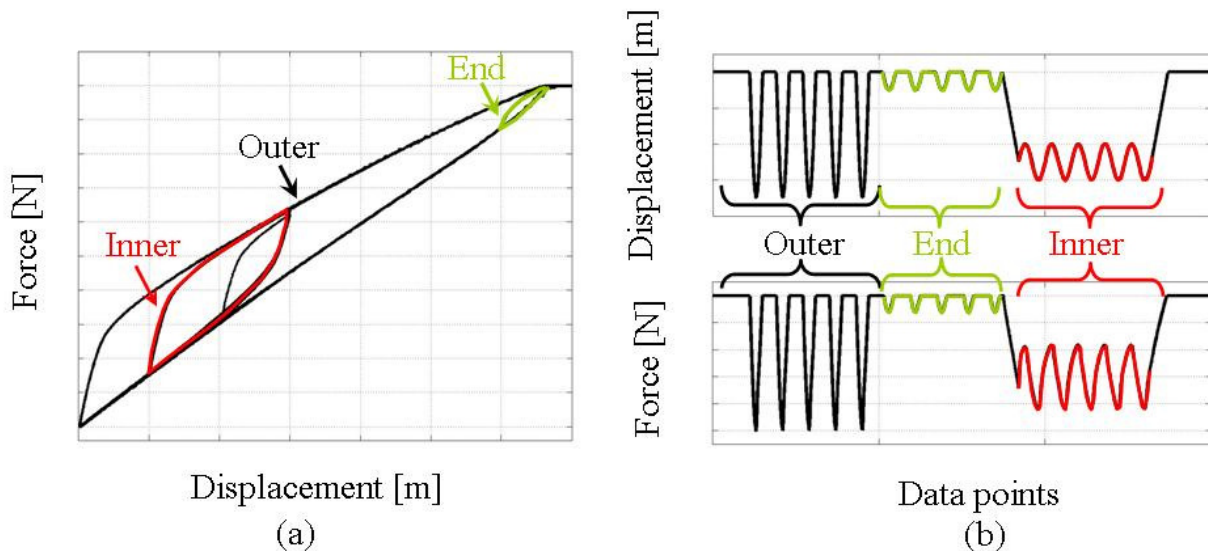 End
Outer
Inner
Force [N]
Displacement [m]
(a)
Displacement [m]
Outer
End
Inner
Force [N]
Data points
(b)